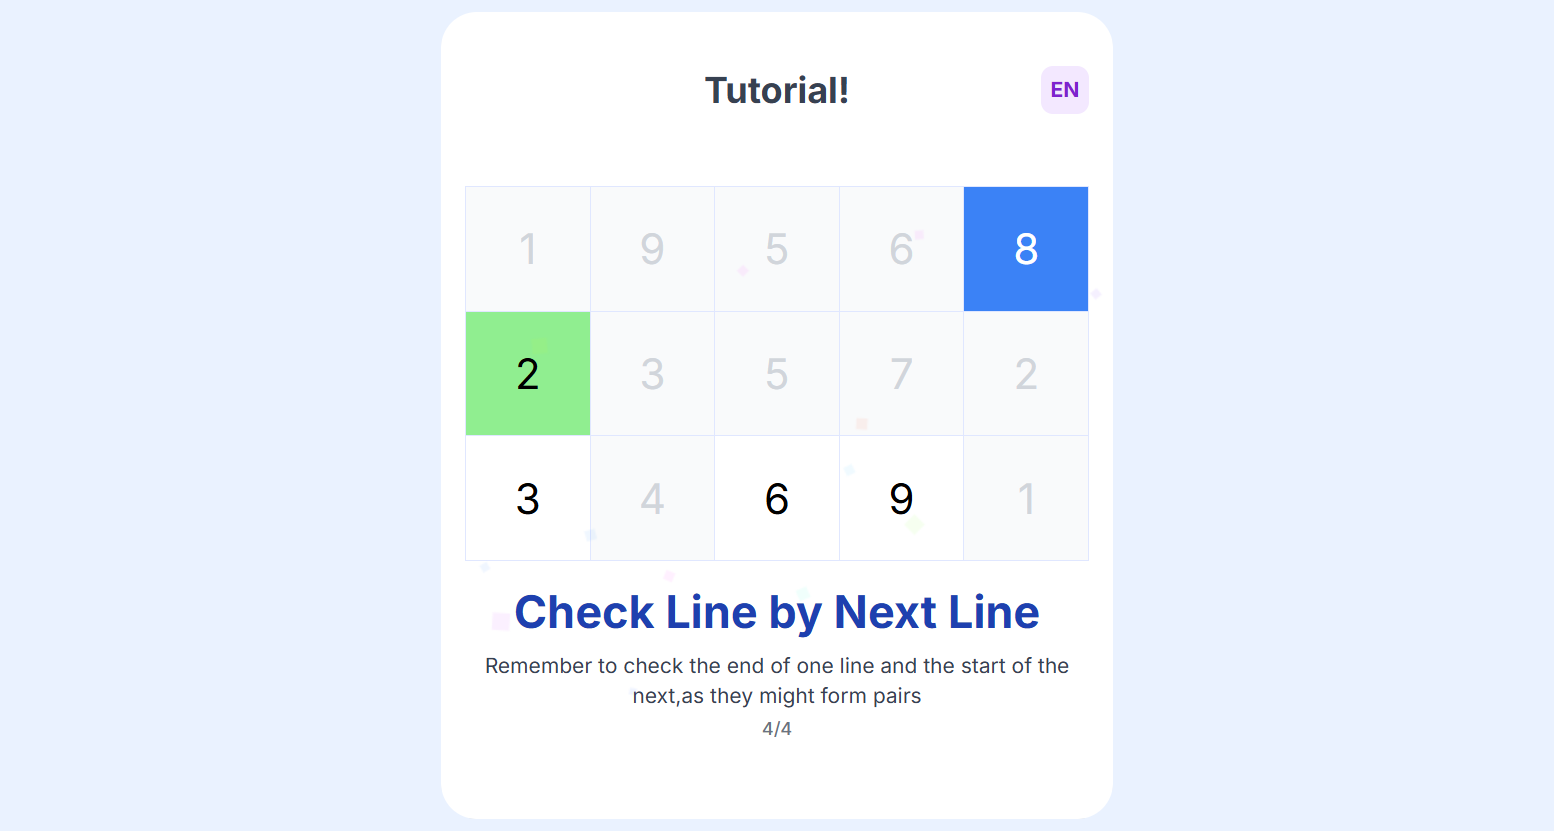 Tutorial!
EN
1 9 5 6 8
2 3 5 7 2
3 4 6 9 1
Check Line by Next Line
Remember to check the end of one line and the start of the
next,as they might form pairs
4/4